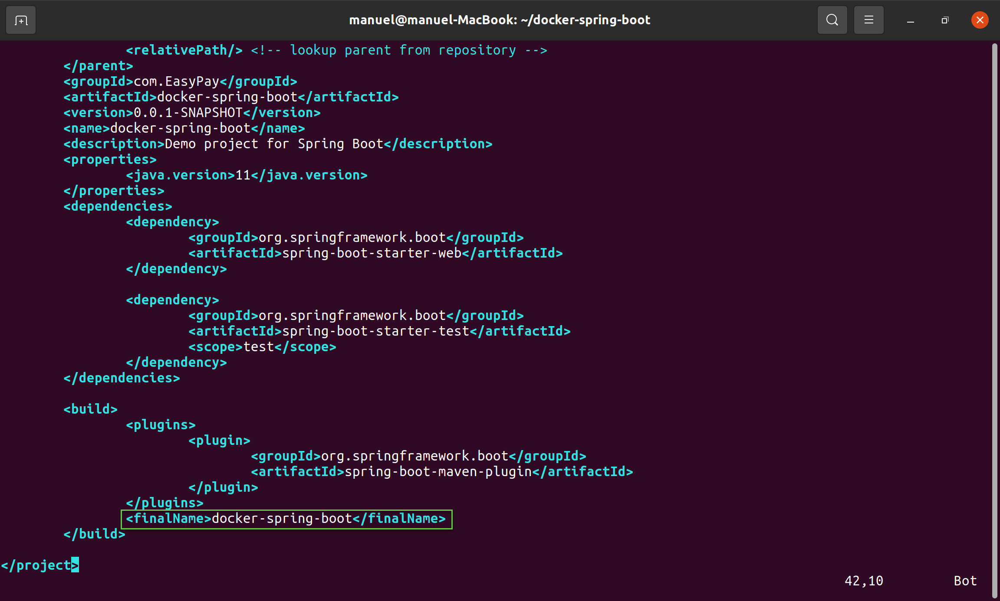 manuel@manuel-MacBook: ~/docker-spring-boot
<relativePath/> <!-- lookup parent from repository -->
</parent>
<groupId>com.EasyPay</groupId>
<artifactId>docker-spring-boot</artifactId>
<version>0.0.1-SNAPSHOT</version>
<name>docker-spring-boot</name>
<description>Demo project for Spring Boot</description>
<properties>
<java.version>11</java.version>
</properties>
<dependencies>
<dependency>
<groupId>org.springframework.boot</groupId>
<artifactId>spring-boot-starter-web</artifactId>
</dependency>
<dependency>
<groupId>org.springframework.boot</groupId>
<artifactId>spring-boot-starter-test</artifactId>
<scope>test</scope>
</dependency>
</dependencies>
<build>
<plugins>
<plugin>
<groupId>org.springframework.boot</groupId>
<artifactId>spring-boot-maven-plugin</artifactId>
</plugin>
</plugins>
<finalName>docker-spring-boot</finalName>
</build>
</project>
42,10 Bot